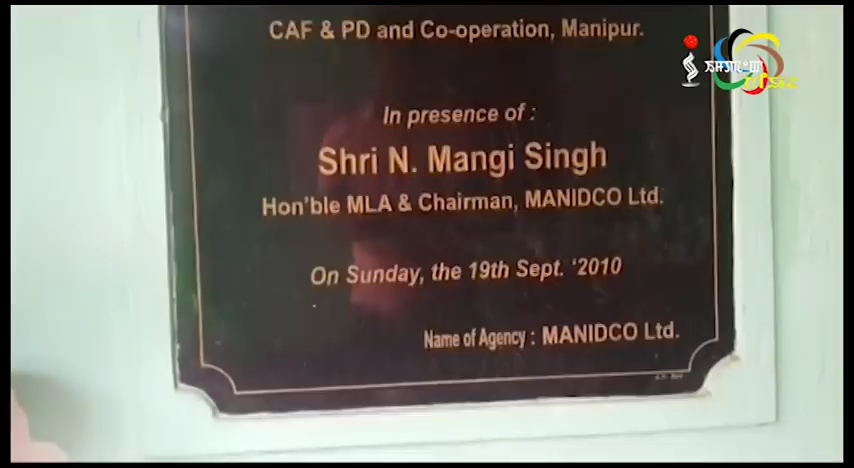 CAF & PD and Co-operation, Manipur.
In presence of :
Shri N. Mangi Singh
Hon'ble MLA & Chairman, MANIDCO Ltd.
On Sunday, the 19th Sept. '2010
Name of Agency : MANIDCO Ltd.